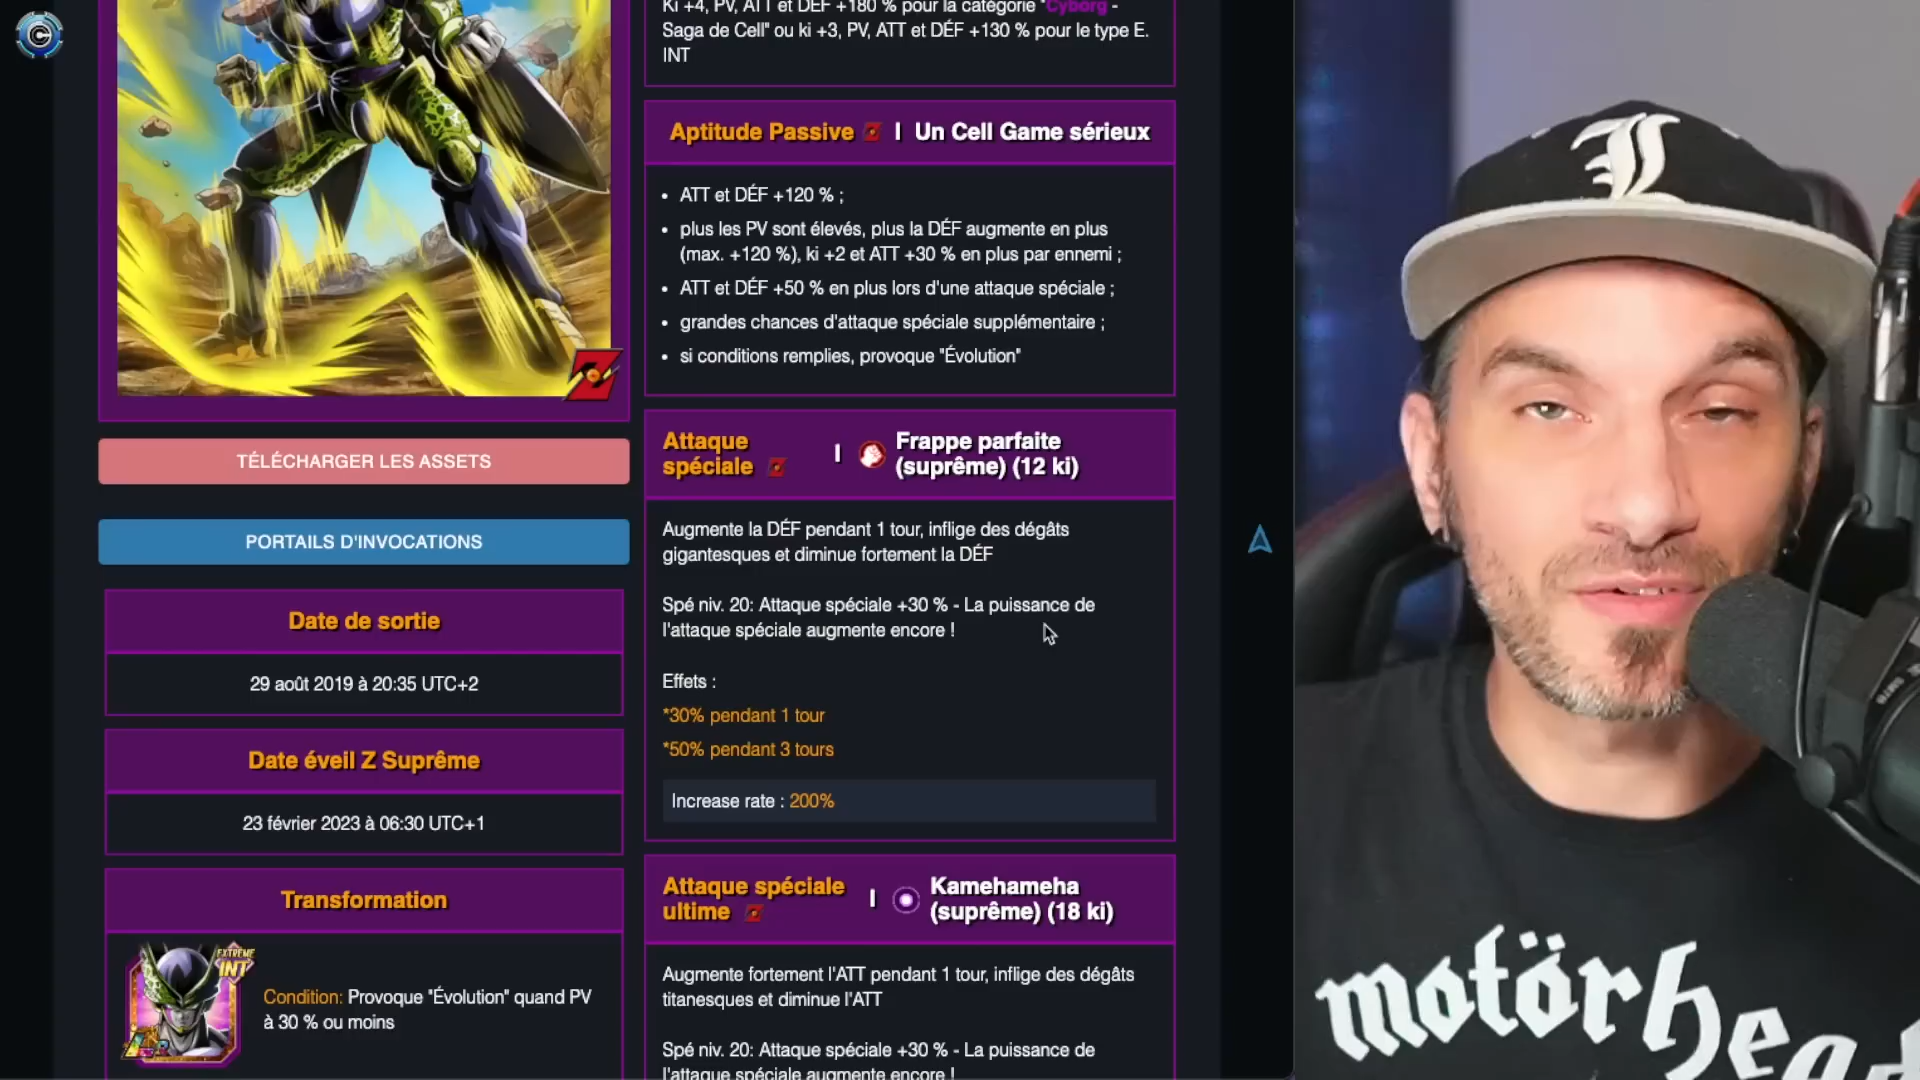 Ki +4, PV, ATT et DÉF +180 % pour la catégorie "Cyborg -
Saga de Cell" ou ki +3, PV, ATT et DÉF +130 % pour le type E.
INT
Aptitude Passive | Un Cell Game sérieux
• ATT et DÉF +120 % ;
• plus les PV sont élevés, plus la DÉF augmente en plus
(max. +120 %), ki +2 et ATT +30 % en plus par ennemi ;
• ATT et DÉF +50 % en plus lors d'une attaque spéciale ;
• grandes chances d'attaque spéciale supplémentaire ;
• si conditions remplies, provoque "Évolution"
TÉLÉCHARGER LES ASSETS
PORTAILS D'INVOCATIONS
Date de sortie
29 août 2019 à 20:35 UTC+2
Date éveil Z Suprême
23 février 2023 à 06:30 UTC+1
Transformation
EXTREME
INT
Condition: Provoque "Évolution" quand PV
à 30 % ou moins
Attaque
spéciale | Frappe parfaite
(suprême) (12 ki)
Augmente la DÉF pendant 1 tour, inflige des dégâts
gigantesques et diminue fortement la DÉF
Spé niv. 20: Attaque spéciale +30 % - La puissance de
l'attaque spéciale augmente encore !
Effets :
*30% pendant 1 tour
*50% pendant 3 tours
Increase rate : 200%
Attaque spéciale
ultime | Kamehameha
(suprême) (18 ki)
Augmente fortement l'ATT pendant 1 tour, inflige des dégâts
titanesques et diminue l'ATT
Spé niv. 20: Attaque spéciale +30 % - La puissance de
l'attaque spéciale augmente encore !
L
motörhead